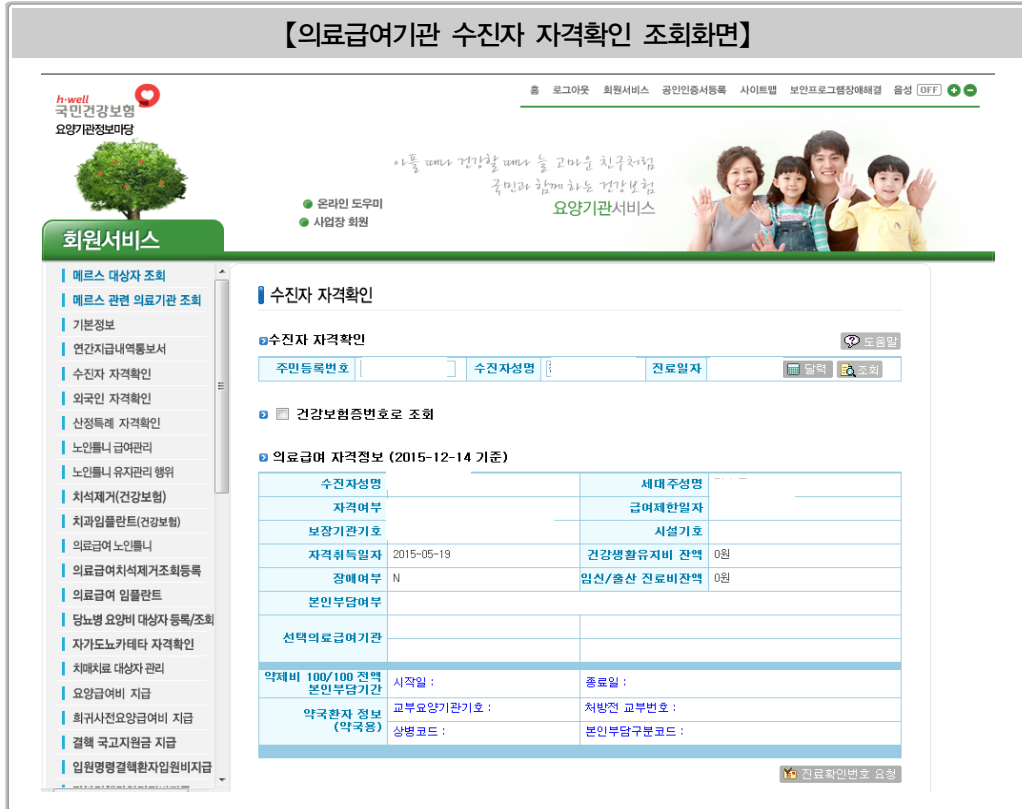 【의료급여기관 수진자 자격확인 조회화면】
홈 로그아웃 회원서비스 공인인증서등록 사이트맵 보안프로그램장애해결 음성 OFF
h·well
국민건강보험
요양기관정보마당
아플 때나 건강할 때나 늘 고마운 친구처럼
국민과 함께 하는 건강보험
요양기관서비스
온라인 도우미
사업장 회원
회원서비스
메르스 대상자 조회
메르스 관련 의료기관 조회
기본정보
연간지급내역통보서
수진자 자격확인
외국인 자격확인
산정특례 자격확인
노인틀니 급여관리
노인틀니 유지관리 행위
치석제거(건강보험)
치과임플란트(건강보험)
의료급여 노인틀니
의료급여치석제거조회등록
의료급여 임플란트
당뇨병 요양비 대상자 등록/조회
자가도뇨카테타 자격확인
치매치료 대상자 관리
요양급여비 지급
희귀사전요양급여비 지급
결핵 국고지원금 지급
입원명령결핵환자입원비지급
수진자 자격확인
수진자 자격확인
도움말
주민등록번호 수진자성명 진료일자 달력 조회
건강보험증번호로 조회
의료급여 자격정보 (2015-12-14 기준)
수진자성명 세대주성명
자격여부 급여제한일자
보장기관기호 시설기호
자격취득일자 2015-05-19 건강생활유지비 잔액 0원
장애여부 N 임신/출산 진료비잔액 0원
본인부담여부
선택의료급여기관
약제비 100/100 전액
본인부담기간
시작일 : 종료일 :
약국환자 정보
(약국용)
교부요양기관기호 : 처방전 교부번호 :
상병코드 : 본인부담구분코드 :
진료확인번호 요청